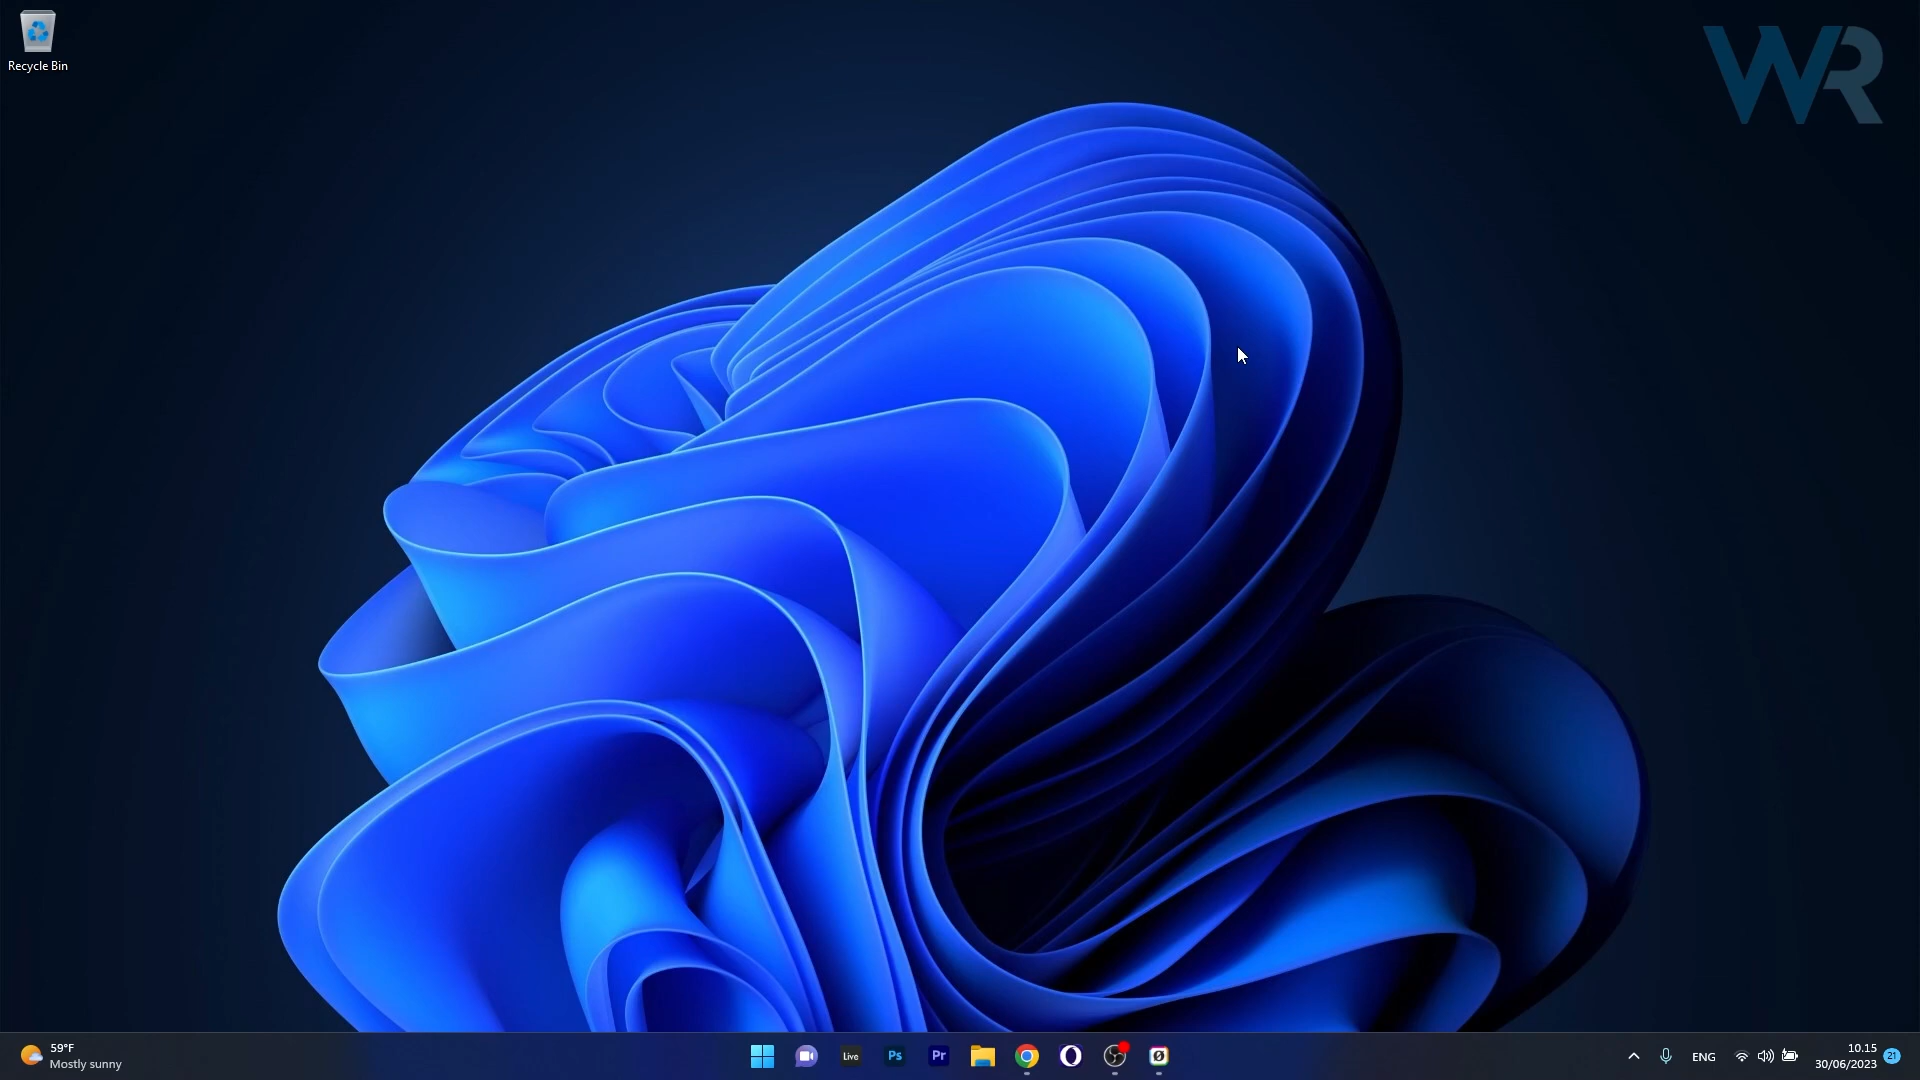 Recycle Bin
WR
59°F
Mostly sunny
Live
Ps
Pr
ENG
10.15
30/06/2023
21